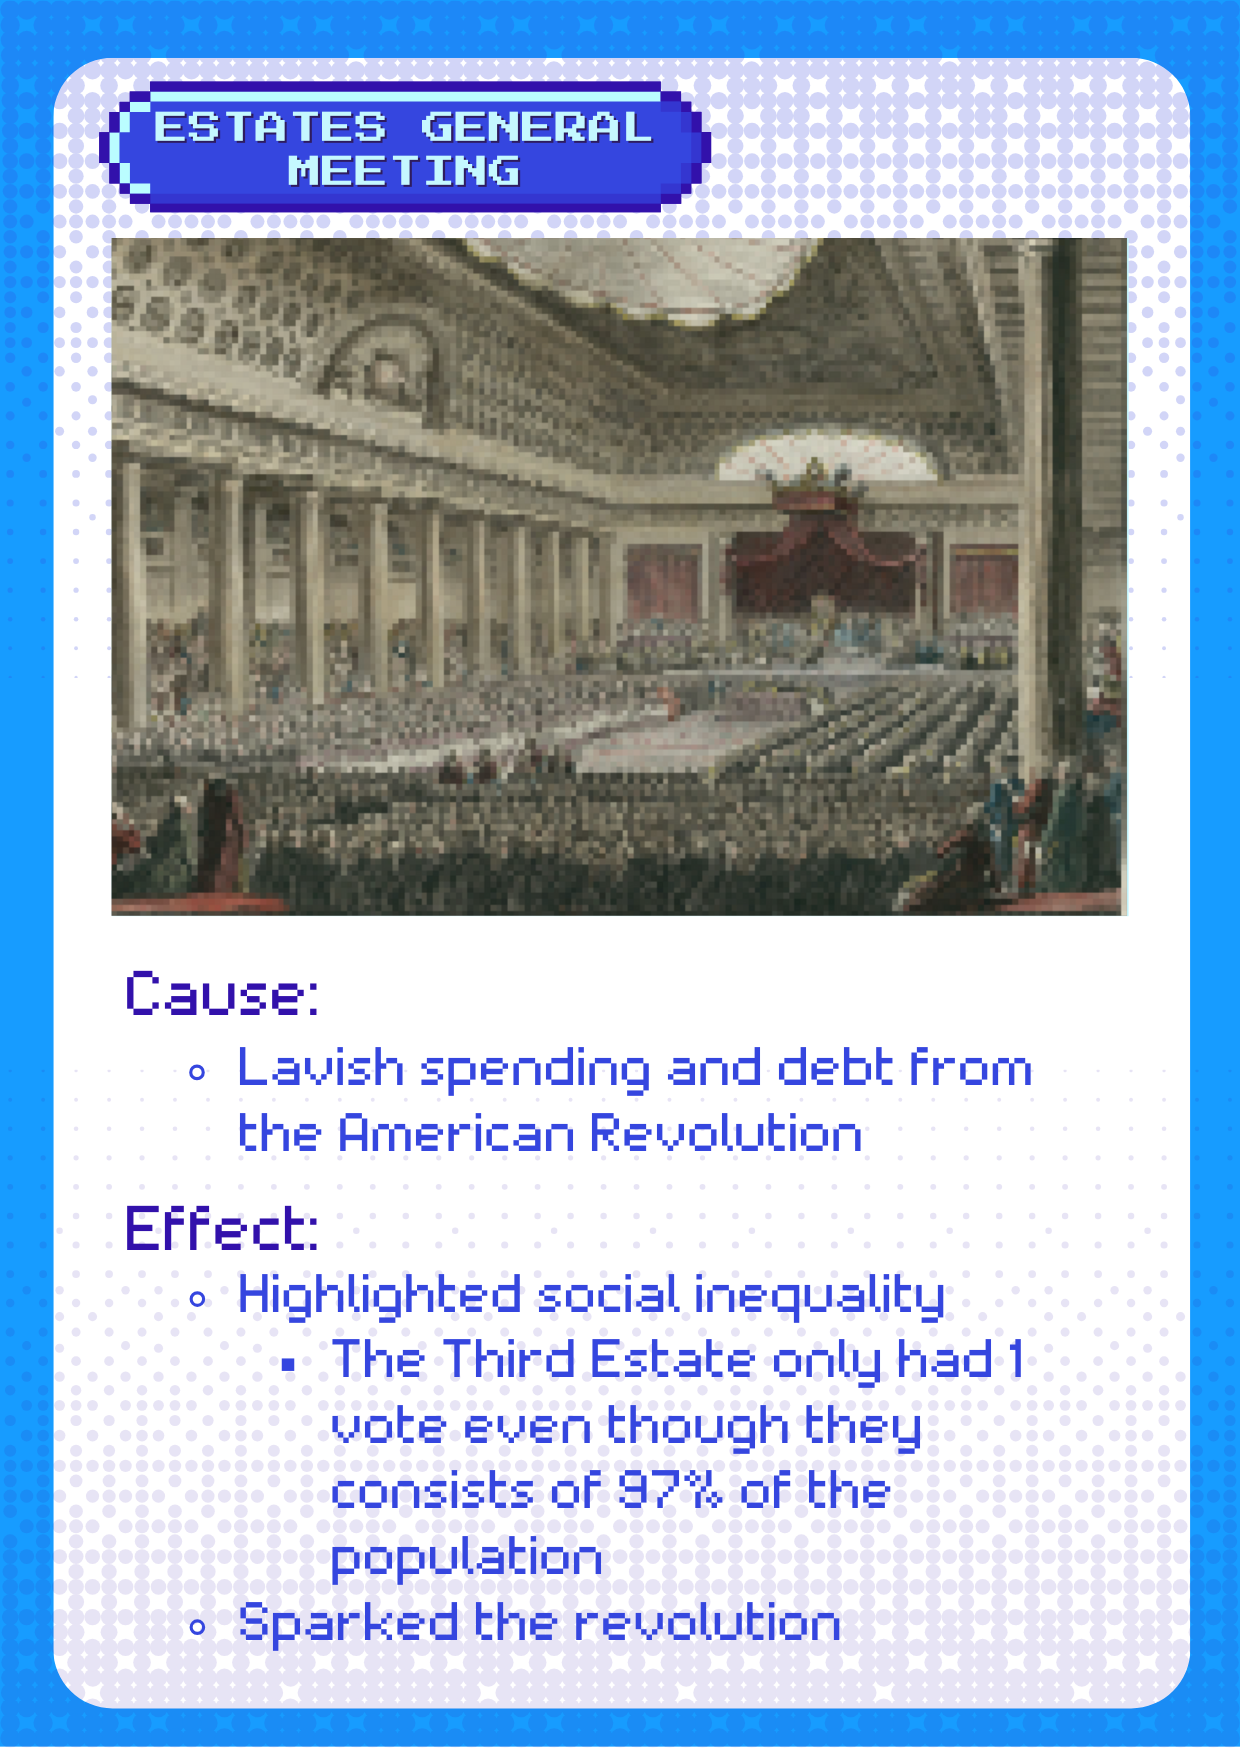 ESTATES GENERAL
MEETING
Cause:
Lavish spending and debt from
the American Revolution
Effect:
Highlighted social inequality
The Third Estate only had 1
vote even though they
consists of 97% of the
population
Sparked the revolution